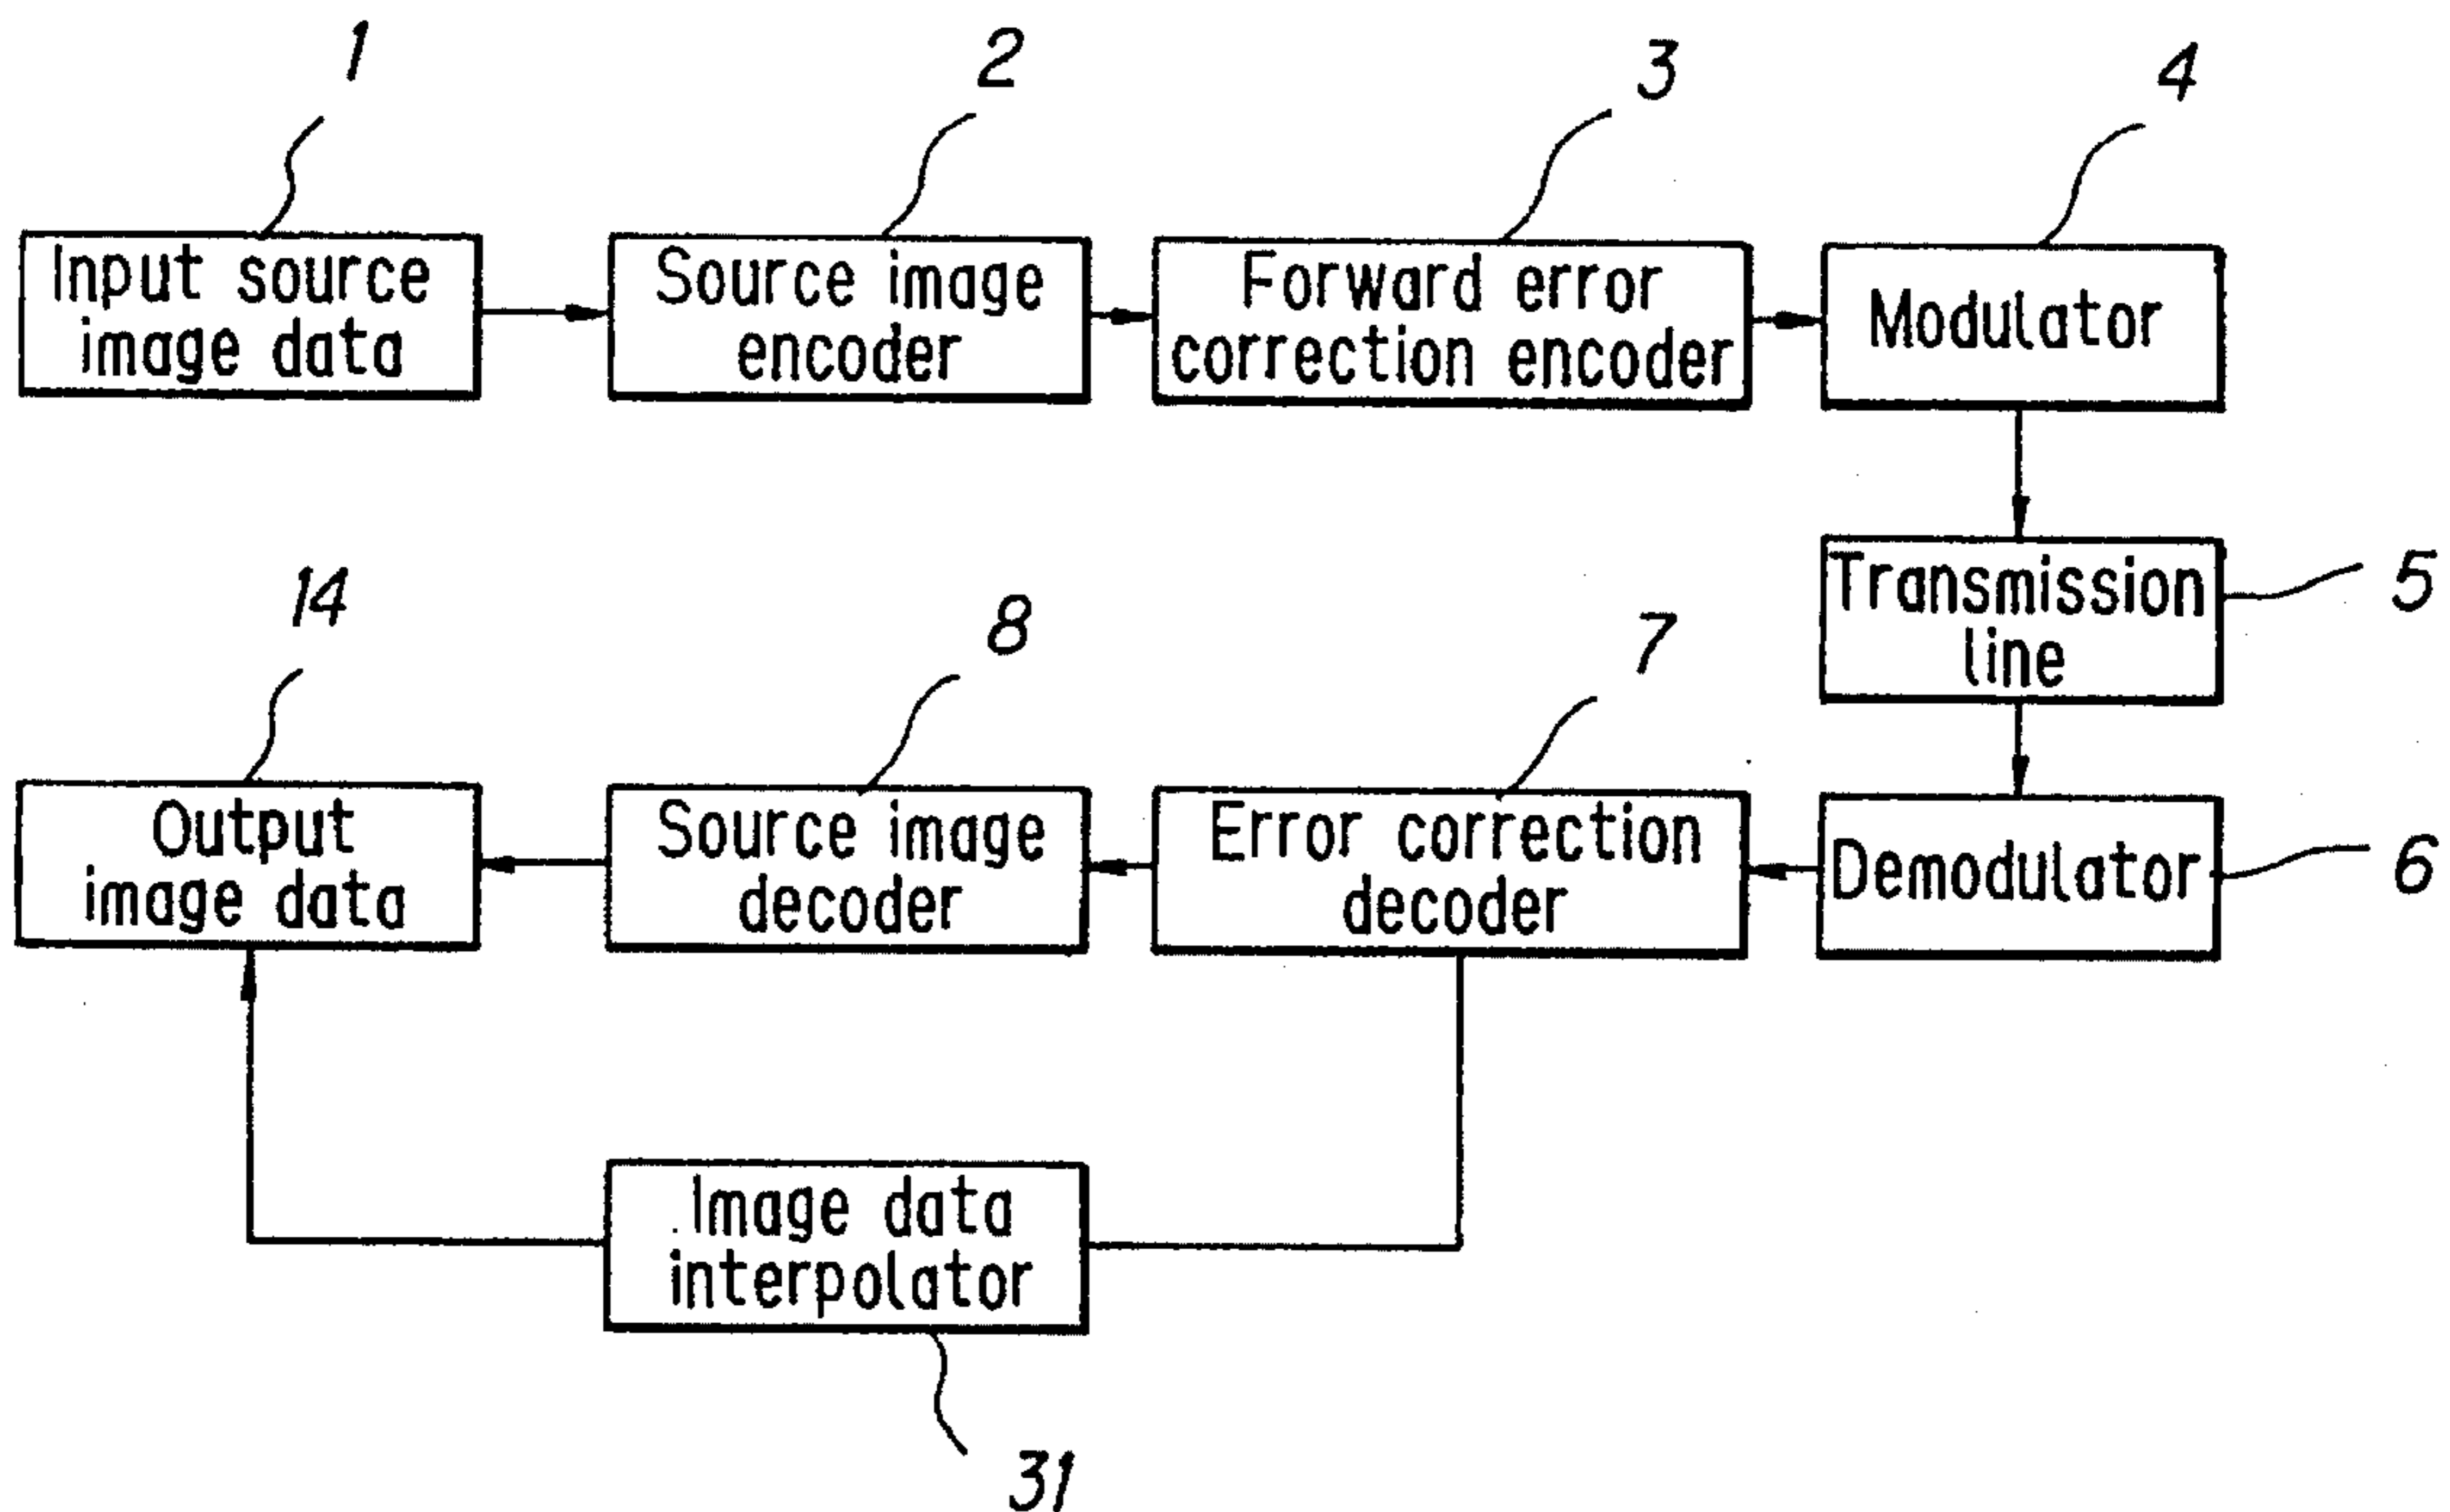 1
2
3
4
Input source
image data
Source image
encoder
Forward error
correction encoder
Modulator
Transmission
line
5
14
8
7
Output
image data
Source image
decoder
Error correction
decoder
Demodulator
6
Image data
interpolator
31